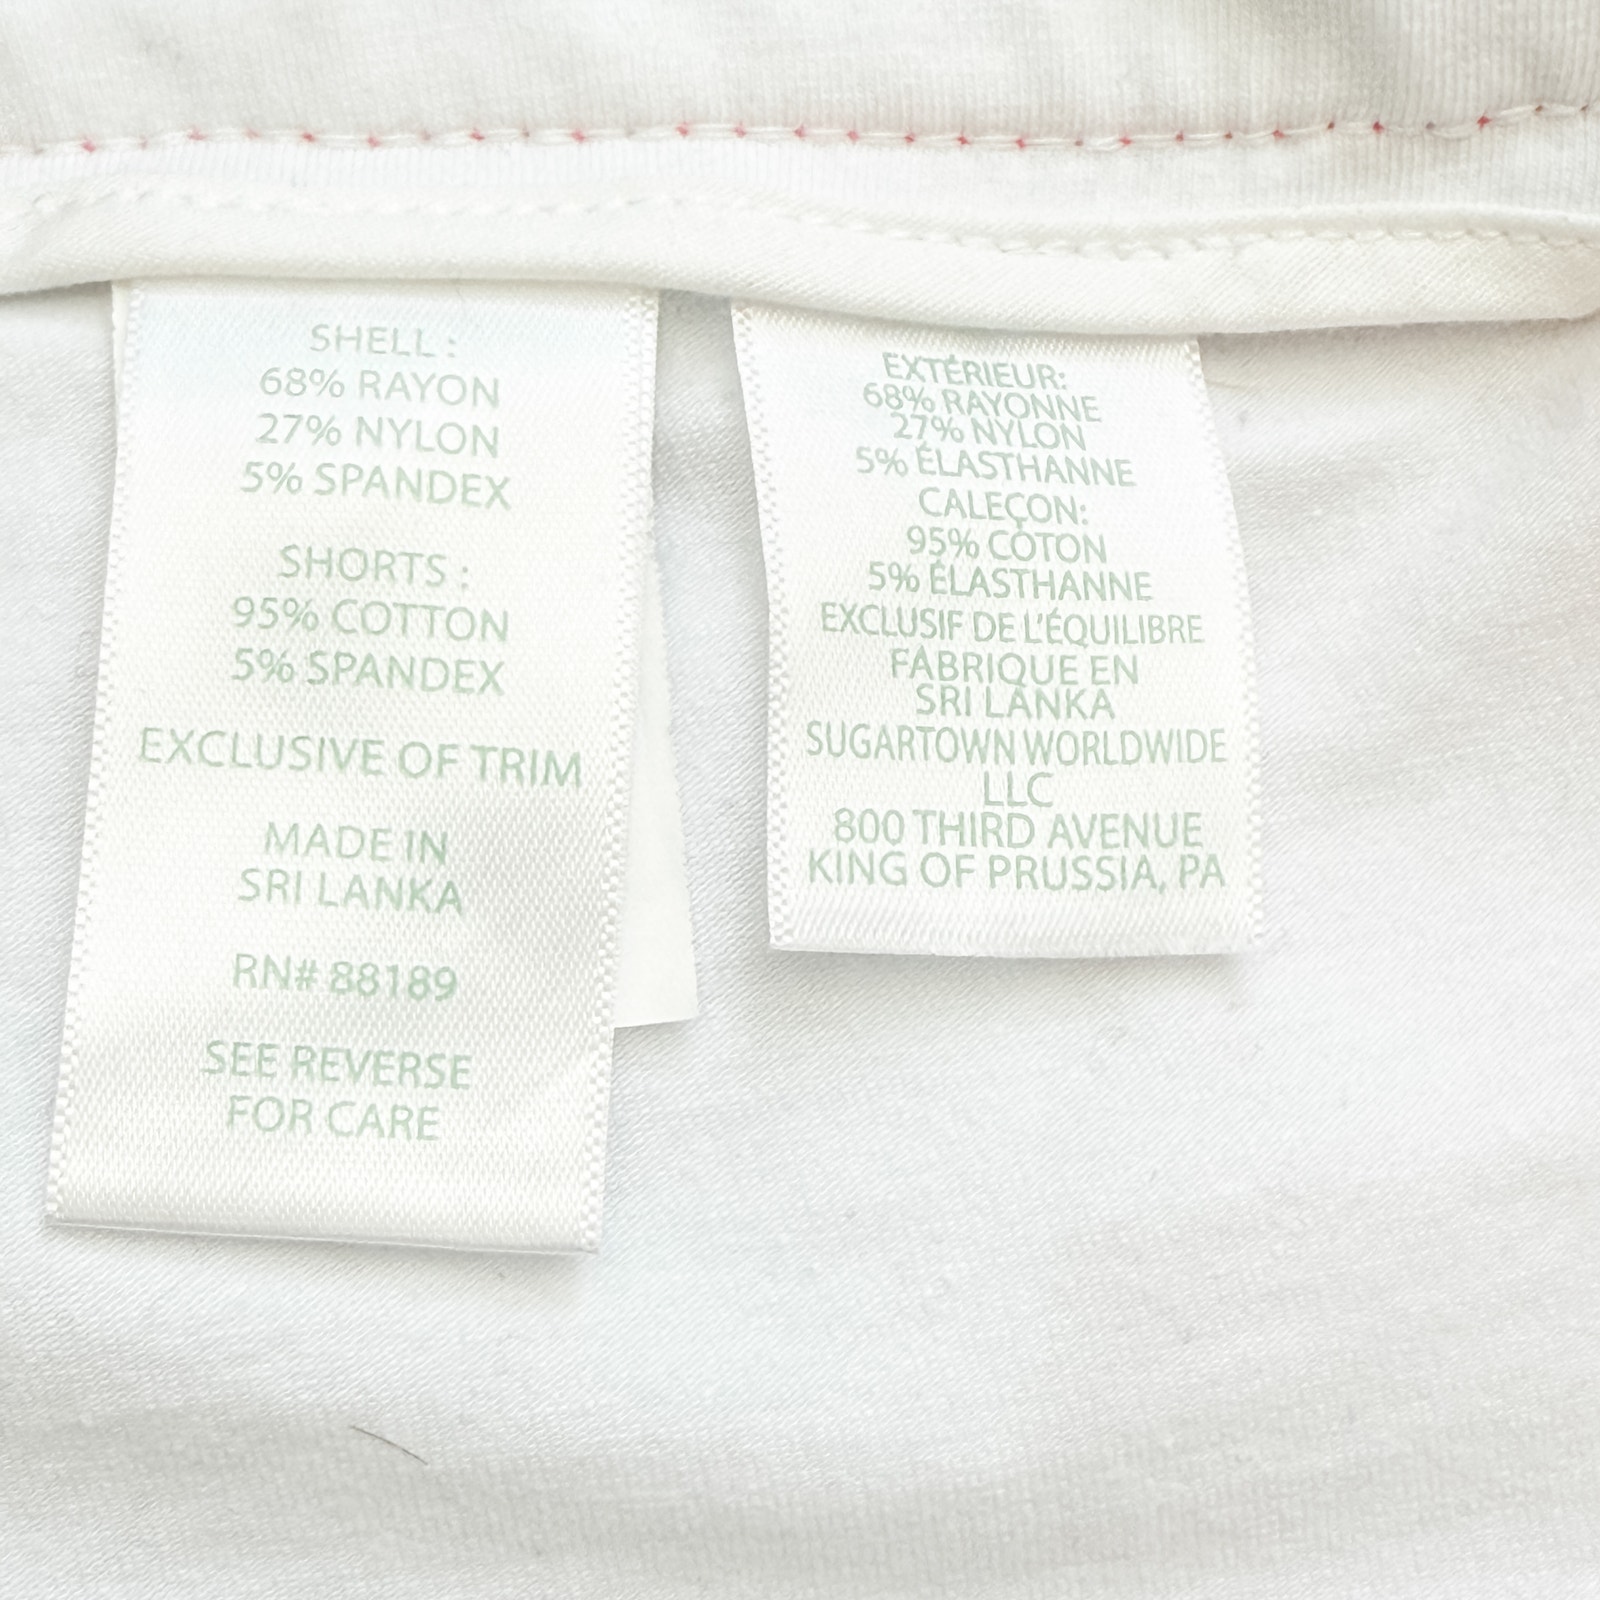 SHELL :
68% RAYON
27% NYLON
5% SPANDEX
SHORTS :
95% COTTON
5% SPANDEX
EXCLUSIVE OF TRIM
MADE IN
SRI LANKA
RN# 88189
SEE REVERSE
FOR CARE
EXTÉRIEUR:
68% RAYONNE
27% NYLON
5% ÉLASTHANNE
CALEÇON:
95% COTON
5% ÉLASTHANNE
EXCLUSIF DE L'ÉQUILIBRE
FABRIQUE EN
SRI LANKA
SUGARTOWN WORLDWIDE
LLC
800 THIRD AVENUE
KING OF PRUSSIA, PA